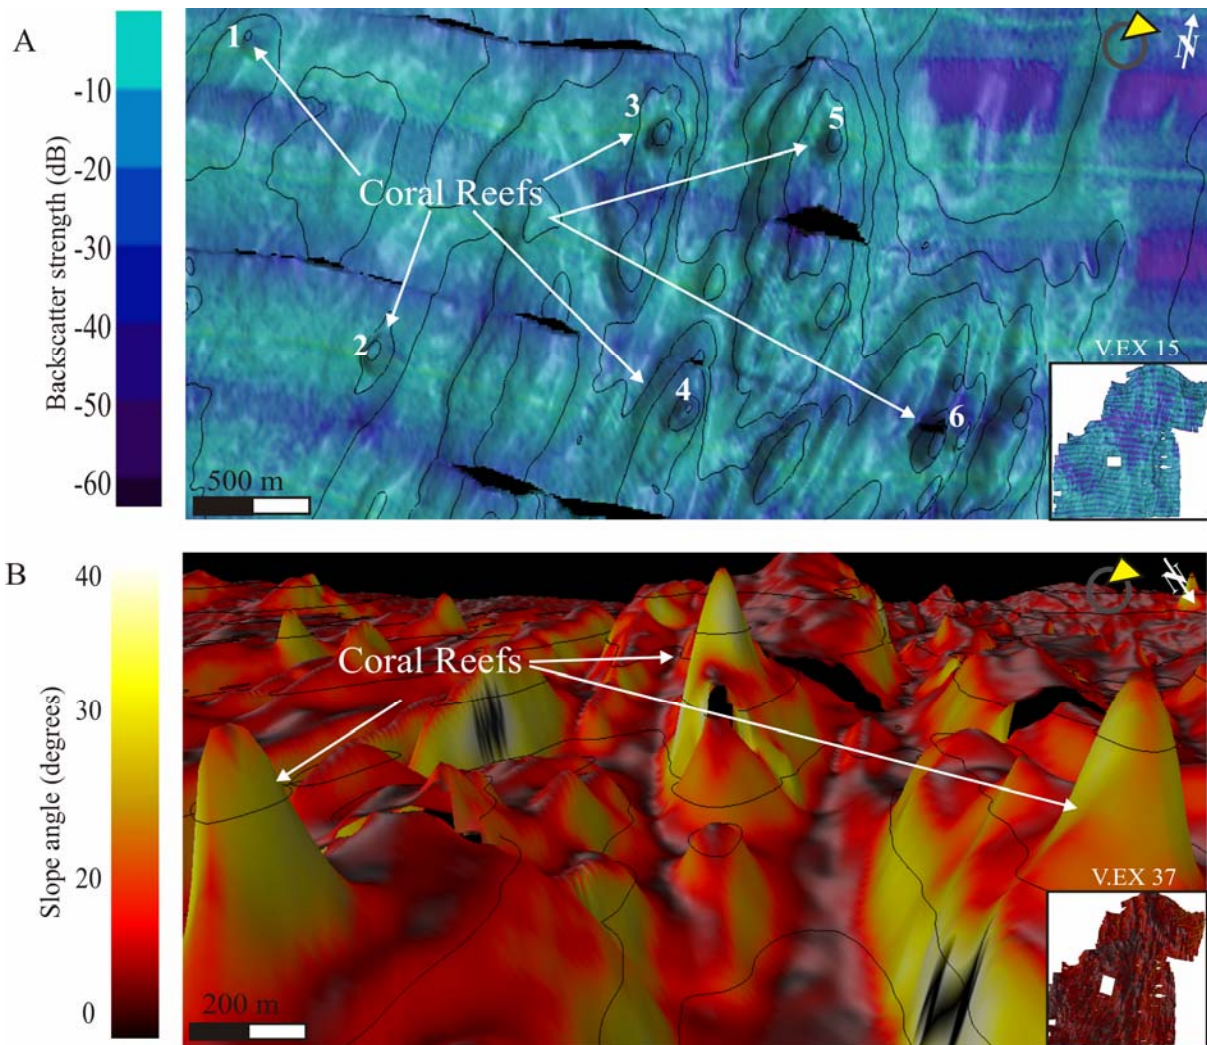 A
Backscatter strength (dB)
-10
-20
-30
-40
-50
-60
1
3
5
N
Coral Reefs
2
4
6
500 m
V.EX 15
B
Slope angle (degrees)
40
30
20
0
N
Coral Reefs
200 m
V.EX 37